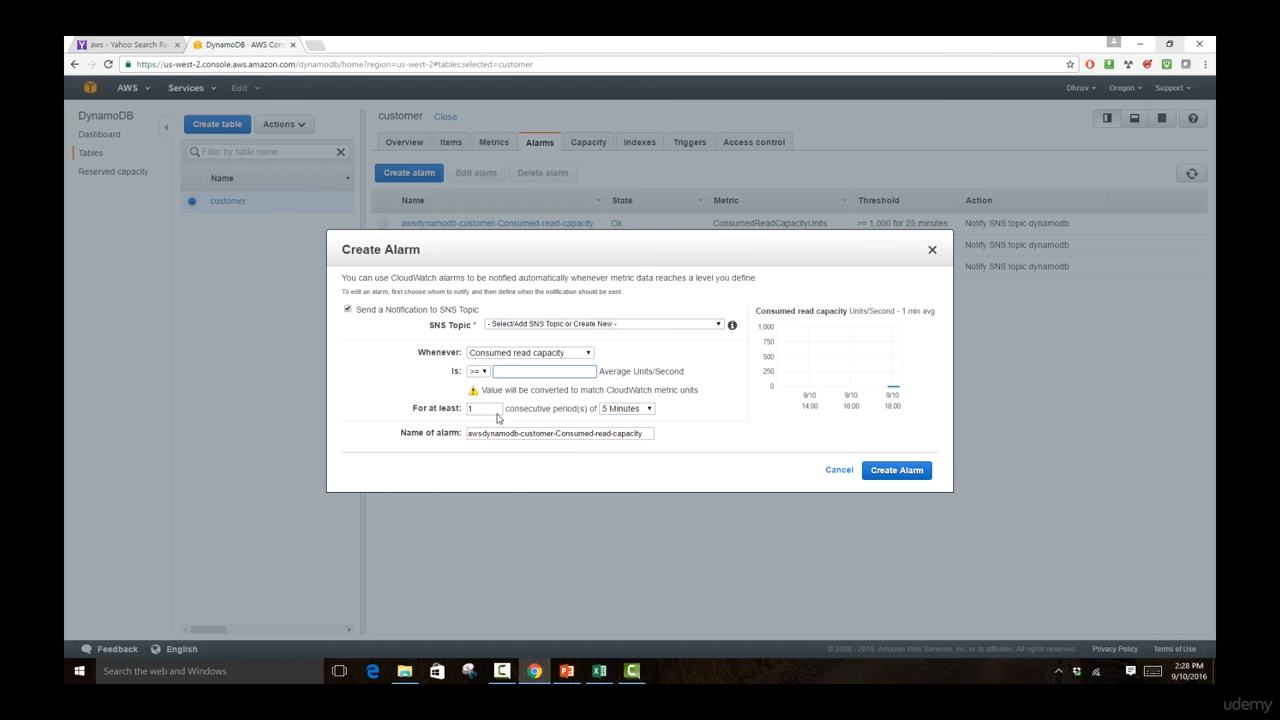 aws - Yahoo Search Re
DynamoDB - AWS Con
https://us-west-2.console.aws.amazon.com/dynamodb/home?region=us-west-2#tables:selected=customer
AWS Services Edit Dhruv Oregon Support
DynamoDB
Dashboard
Tables
Reserved capacity
Create table Actions
Filter by table name
Name
customer
customer Close
Overview Items Metrics Alarms Capacity Indexes Triggers Access control
Create alarm Edit alarm Delete alarm
Name State Metric Threshold Action
awsdynamodb-customer-Consumed-read-capacity Ok ConsumedReadCapacityUnits >= 1,000 for 25 minutes Notify SNS topic dynamodb
Notify SNS topic dynamodb
Notify SNS topic dynamodb
Create Alarm
You can use CloudWatch alarms to be notified automatically whenever metric data reaches a level you define.
To edit an alarm, first choose whom to notify and then define when the notification should be sent.
Send a Notification to SNS Topic
SNS Topic * - Select/Add SNS Topic or Create New -
Whenever: Consumed read capacity
Is: >= Average Units/Second
Value will be converted to match CloudWatch metric units
For at least: 1 consecutive period(s) of 5 Minutes
Name of alarm: awsdynamodb-customer-Consumed-read-capacity
Consumed read capacity Units/Second - 1 min avg
1,000
750
500
250
0
9/10 9/10 9/10
14:00 16:00 18:00
Cancel Create Alarm
Feedback English
© 2008 - 2016, Amazon Web Services, Inc. or its affiliates. All rights reserved. Privacy Policy Terms of Use
Search the web and Windows
2:28 PM
9/10/2016
udemy